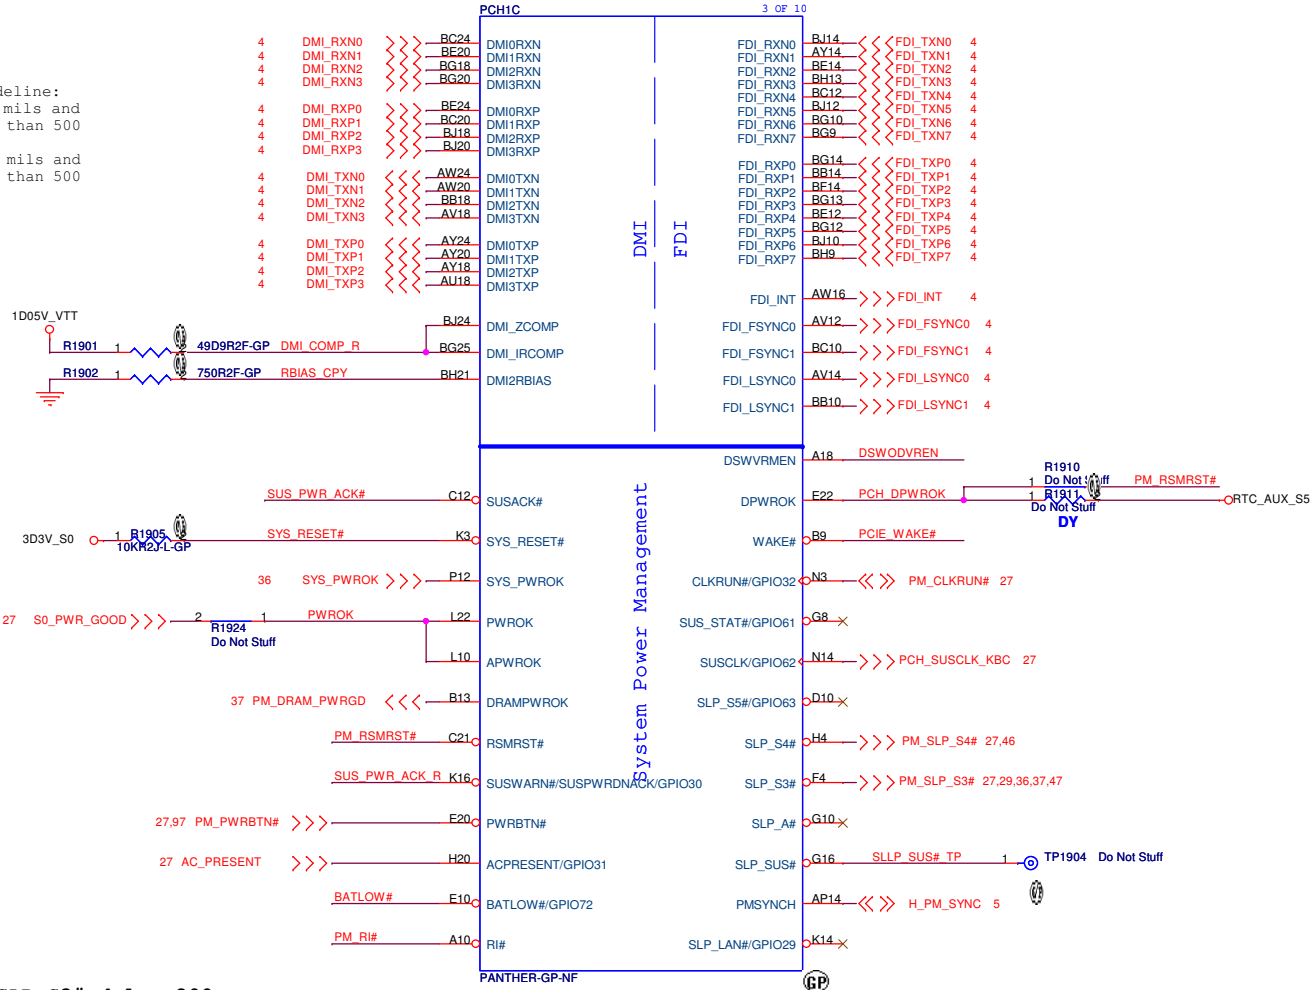 PCH1C
3 OF 10
4 DMI_RXN0 BC24 DMI0RXN
4 DMI_RXN1 BE20 DMI1RXN
4 DMI_RXN2 BG18 DMI2RXN
4 DMI_RXN3 BG20 DMI3RXN
4 DMI_RXP0 BE24 DMI0RXP
4 DMI_RXP1 BC20 DMI1RXP
4 DMI_RXP2 BJ18 DMI2RXP
4 DMI_RXP3 BJ20 DMI3RXP
4 DMI_TXN0 AW24 DMI0TXN
4 DMI_TXN1 AW20 DMI1TXN
4 DMI_TXN2 BB18 DMI2TXN
4 DMI_TXN3 AV18 DMI3TXN
4 DMI_TXP0 AY24 DMI0TXP
4 DMI_TXP1 AY20 DMI1TXP
4 DMI_TXP2 AY18 DMI2TXP
4 DMI_TXP3 AU18 DMI3TXP
deline:
mils and
than 500
mils and
than 500
1D05V_VTT
BJ24 DMI_ZCOMP
R1901 1 49D9R2F-GP DMI_COMP_R BG25 DMI_IRCOMP
R1902 1 750R2F-GP RBIAS_CPY BH21 DMI2RBIAS
DMI
FDI
FDI_RXN0 BJ14 FDI_TXN0 4
FDI_RXN1 AY14 FDI_TXN1 4
FDI_RXN2 BE14 FDI_TXN2 4
FDI_RXN3 BH13 FDI_TXN3 4
FDI_RXN4 BC12 FDI_TXN4 4
FDI_RXN5 BJ12 FDI_TXN5 4
FDI_RXN6 BG10 FDI_TXN6 4
FDI_RXN7 BG9 FDI_TXN7 4
FDI_RXP0 BG14 FDI_TXP0 4
FDI_RXP1 BB14 FDI_TXP1 4
FDI_RXP2 BF14 FDI_TXP2 4
FDI_RXP3 BG13 FDI_TXP3 4
FDI_RXP4 BE12 FDI_TXP4 4
FDI_RXP5 BG12 FDI_TXP5 4
FDI_RXP6 BJ10 FDI_TXP6 4
FDI_RXP7 BH9 FDI_TXP7 4
FDI_INT AW16 FDI_INT 4
FDI_FSYNC0 AV12 FDI_FSYNC0 4
FDI_FSYNC1 BC10 FDI_FSYNC1 4
FDI_LSYNC0 AV14 FDI_LSYNC0 4
FDI_LSYNC1 BB10 FDI_LSYNC1 4
System Power Management
SUS_PWR_ACK# C12 SUSACK#
3D3V_S0 1 R1905 SYS_RESET# K3 SYS_RESET#
10KR2J-L-GP
36 SYS_PWROK P12 SYS_PWROK
27 S0_PWR_GOOD 2 1 PWROK L22 PWROK
R1924
Do Not Stuff
L10 APWROK
37 PM_DRAM_PWRGD B13 DRAMPWROK
PM_RSMRST# C21 RSMRST#
SUS_PWR_ACK_R K16 SUSWARN#/SUSPWRDNACK/GPIO30
27,97 PM_PWRBTN# E20 PWRBTN#
27 AC_PRESENT H20 ACPRESENT/GPIO31
BATLOW# E10 BATLOW#/GPIO72
PM_RI# A10 RI#
DSWVRMEN A18 DSWODVREN
R1910
Do Not Stuff
1 PM_RSMRST#
DPWROK E22 PCH_DPWROK 1 R1911 RTC_AUX_S5
Do Not Stuff
DY
WAKE# B9 PCIE_WAKE#
CLKRUN#/GPIO32 N3 PM_CLKRUN# 27
SUS_STAT#/GPIO61 G8
SUSCLK/GPIO62 N14 PCH_SUSCLK_KBC 27
SLP_S5#/GPIO63 D10
SLP_S4# H4 PM_SLP_S4# 27,46
SLP_S3# F4 PM_SLP_S3# 27,29,36,37,47
SLP_A# G10
SLP_SUS# G16 SLLP_SUS#_TP 1 TP1904 Do Not Stuff
PMSYNCH AP14 H_PM_SYNC 5
SLP_LAN#/GPIO29 K14
PANTHER-GP-NF
GP